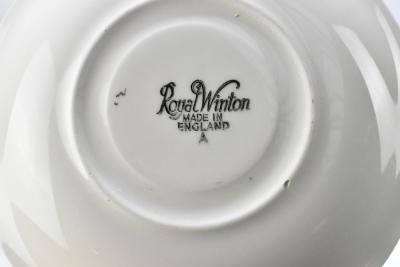 Royal Winton
MADE IN
ENGLAND
A